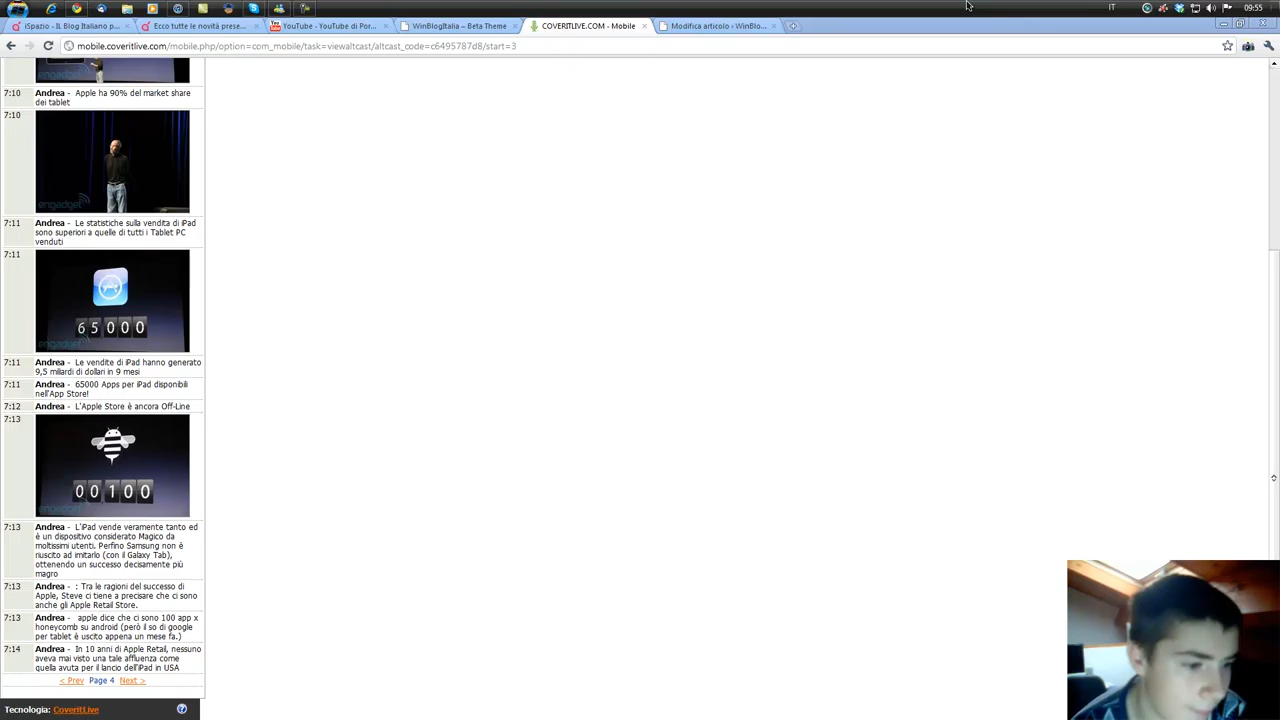 IT
09:55
iSpazio - IL Blog Italiano p...
Ecco tutte le novità prese...
YouTube - YouTube di Por...
WinBlogItalia — Beta Theme
COVERITLIVE.COM - Mobile
Modifica articolo - WinBlo...
mobile.coveritlive.com/mobile.php/option=com_mobile/task=viewaltcast/altcast_code=c6495787d8/start=3
engadget
7:10 Andrea - Apple ha 90% del market share
dei tablet
7:10
engadget
7:11 Andrea - Le statistiche sulla vendita di iPad
sono superiori a quelle di tutti i Tablet PC
venduti
7:11
65000
engadget
7:11 Andrea - Le vendite di iPad hanno generato
9,5 miliardi di dollari in 9 mesi
7:11 Andrea - 65000 Apps per iPad disponibili
nell'App Store!
7:12 Andrea - L'Apple Store è ancora Off-Line
7:13
00100
engadget
7:13 Andrea - L'iPad vende veramente tanto ed
è un dispositivo considerato Magico da
moltissimi utenti. Perfino Samsung non è
riuscito ad imitarlo (con il Galaxy Tab),
ottenendo un successo decisamente più
magro
7:13 Andrea - : Tra le ragioni del successo di
Apple, Steve ci tiene a precisare che ci sono
anche gli Apple Retail Store.
7:13 Andrea - apple dice che ci sono 100 app x
honeycomb su android (però il so di google
per tablet è uscito appena un mese fa.)
7:14 Andrea - In 10 anni di Apple Retail, nessuno
aveva mai visto una tale affluenza come
quella avuta per il lancio dell'iPad in USA
< Prev Page 4 Next >
Tecnologia: CoveritLive